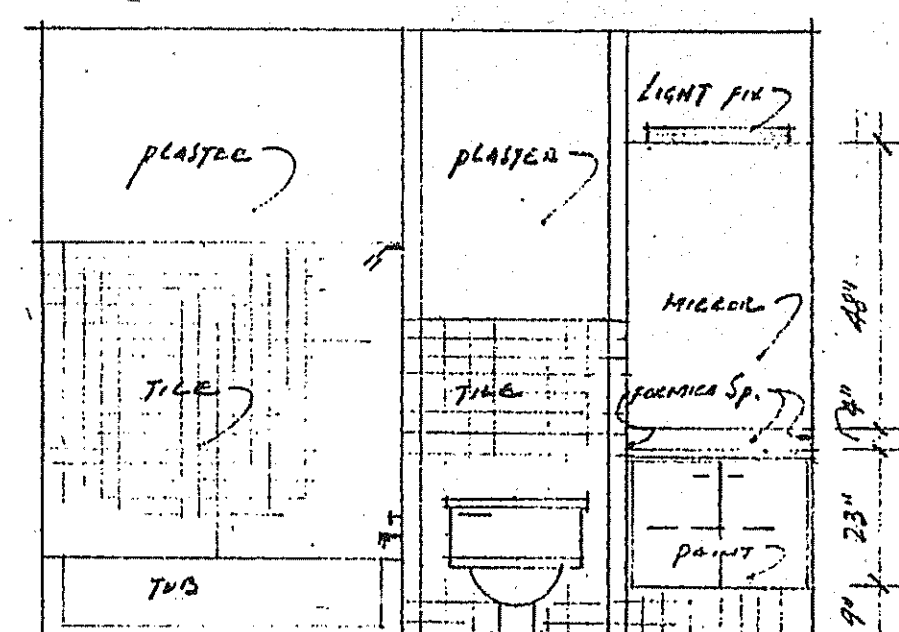 LIGHT FIX
PLASTER
PLASTER
MIRROR
48"
TILE
TILE
FORMICA Sp.
4"
23"
PAINT
TUB
9"